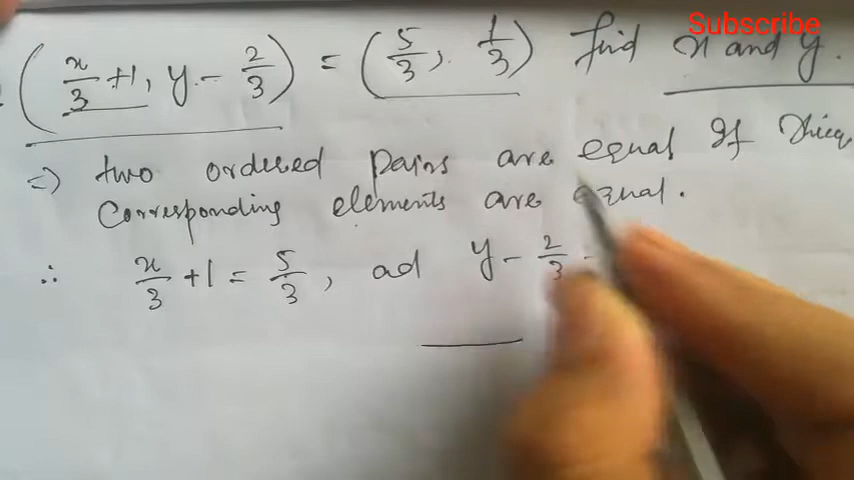 Subscribe
(x/3 + 1, y - 2/3) = (5/3, 1/3) find x and y.
=> two ordered pairs are equal If
Corresponding elements are equal.
∴ x/3 + 1 = 5/3, ad y - 2/3 -